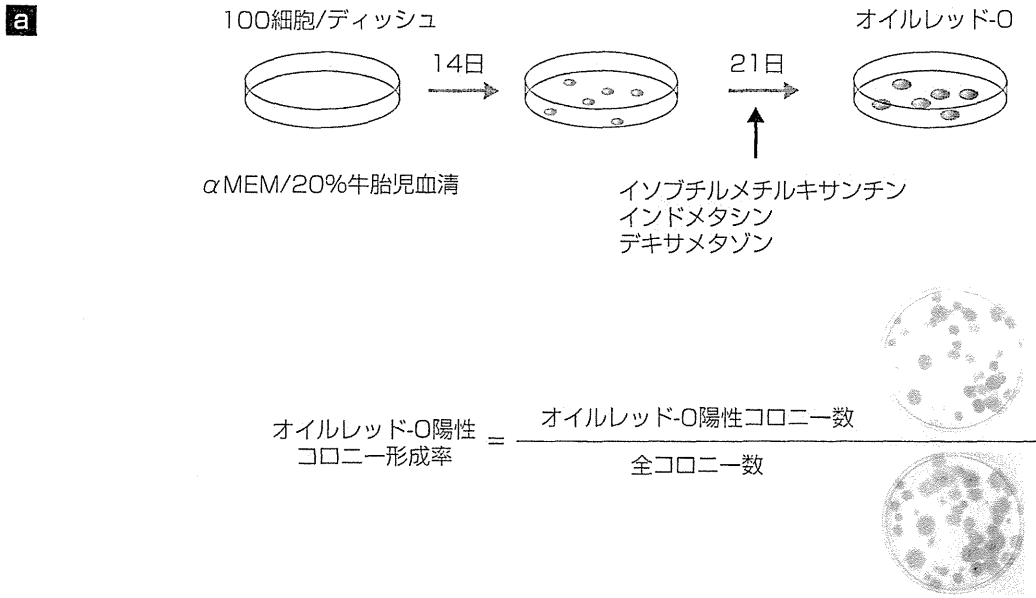 a
100細胞/ディッシュ
オイルレッド-O
14日
21日
αMEM/20%牛胎児血清
イソブチルメチルキサンチン
インドメタシン
デキサメタゾン
オイルレッド-O陽性
コロニー形成率
=
オイルレッド-O陽性コロニー数
全コロニー数